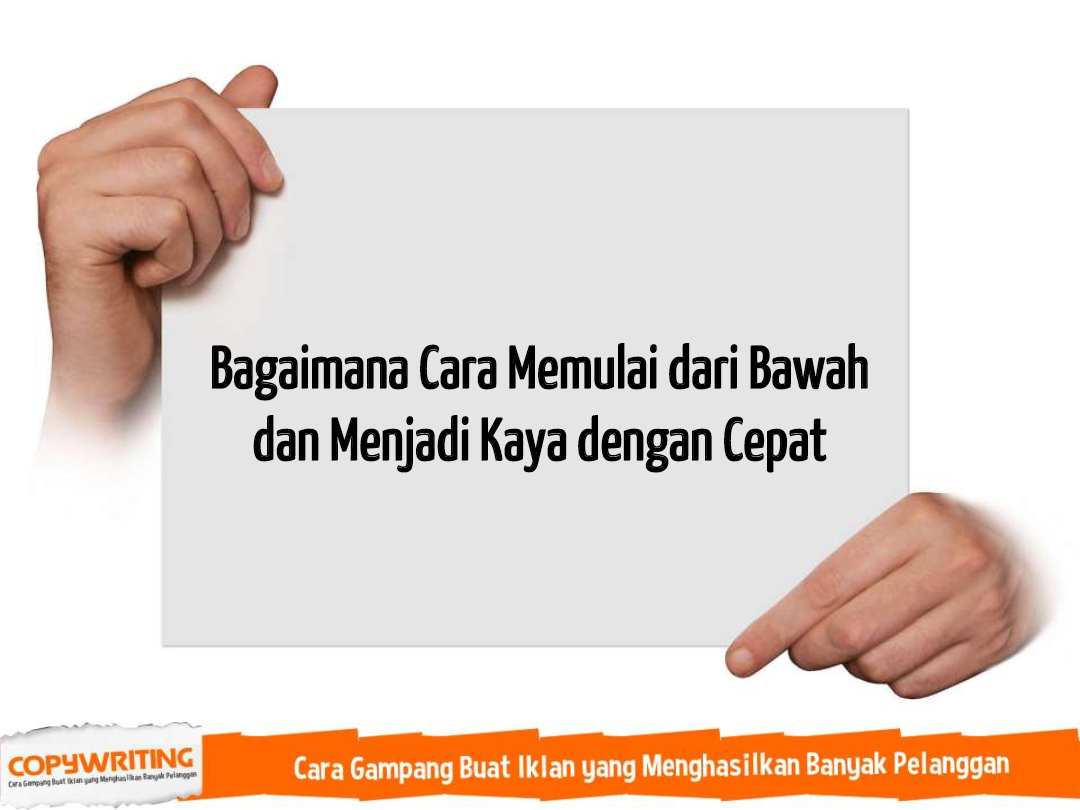 Bagaimana Cara Memulai dari Bawah
dan Menjadi Kaya dengan Cepat
COPYWRITING
Cara Gampang Buat Iklan yang Menghasilkan Banyak Pelanggan
Cara Gampang Buat Iklan yang Menghasilkan Banyak Pelanggan